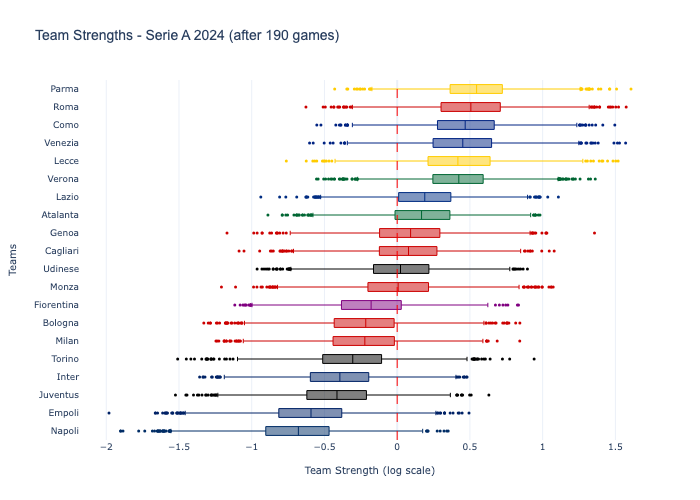 Team Strengths - Serie A 2024 (after 190 games)
Parma
Roma
Como
Venezia
Lecce
Verona
Lazio
Atalanta
Genoa
Cagliari
Udinese
Monza
Fiorentina
Bologna
Milan
Torino
Inter
Juventus
Empoli
Napoli
Teams
−2 −1.5 −1 −0.5 0 0.5 1 1.5
Team Strength (log scale)